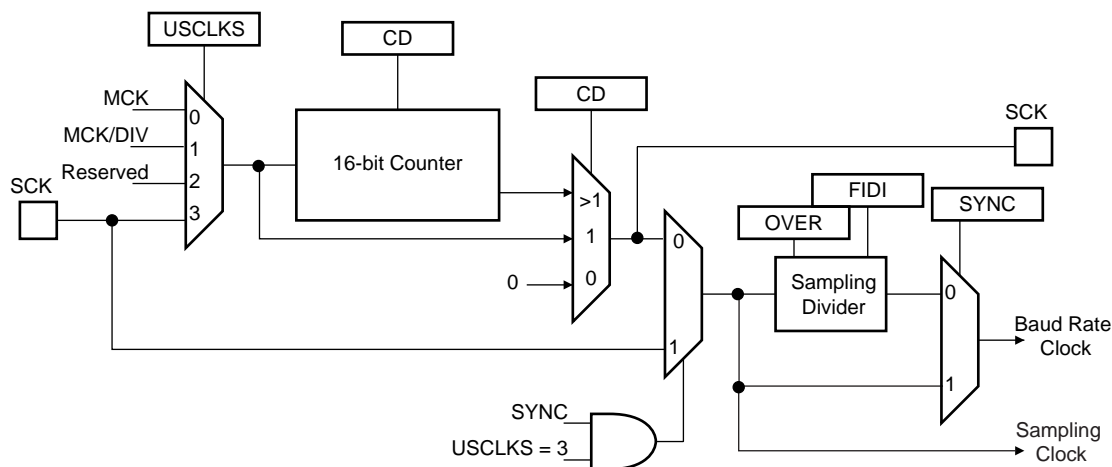 USCLKS
CD
CD
MCK
MCK/DIV
Reserved
SCK
0
1
2
3
16-bit Counter
>1
1
0
0
SCK
FIDI
OVER
SYNC
0
1
Sampling
Divider
0
1
Baud Rate
Clock
SYNC
USCLKS = 3
Sampling
Clock